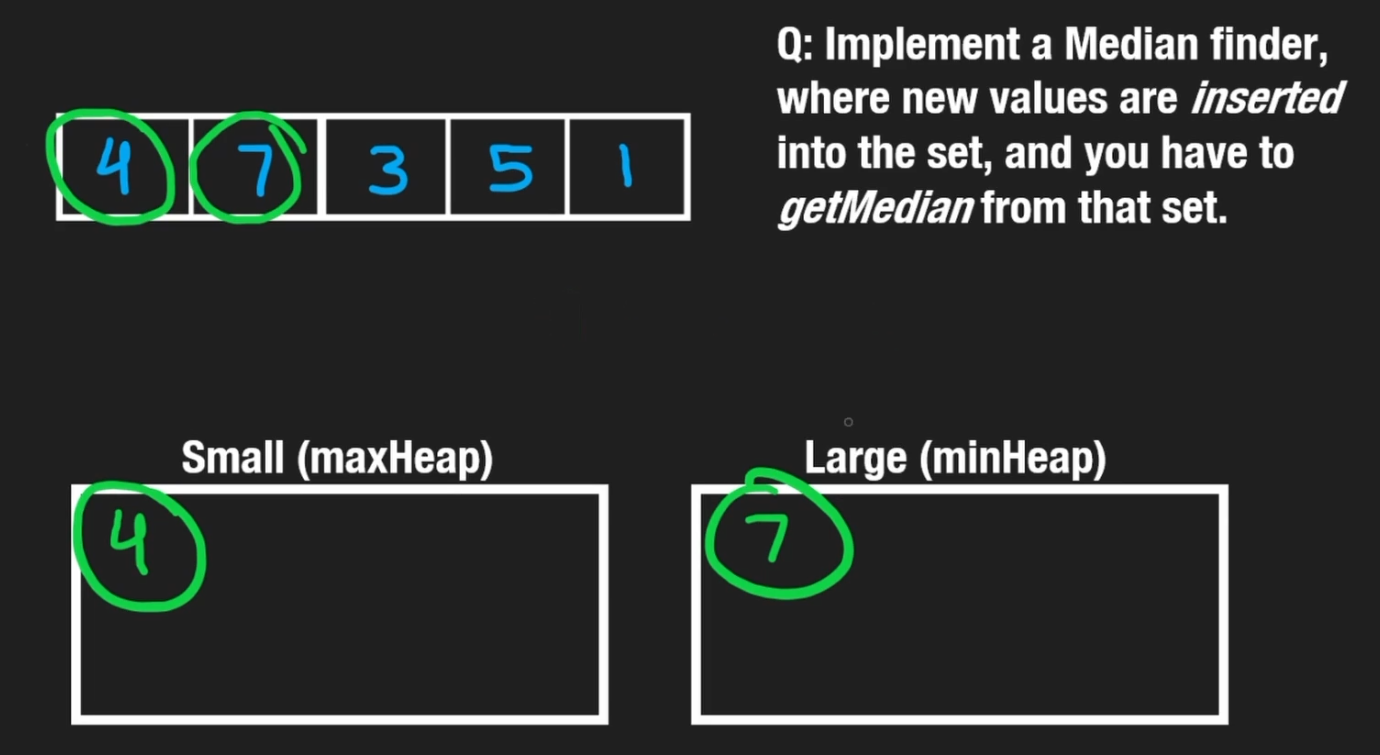 Q: Implement a Median finder,
where new values are inserted
into the set, and you have to
getMedian from that set.
4 7 3 5 1
Small (maxHeap)
4
Large (minHeap)
7